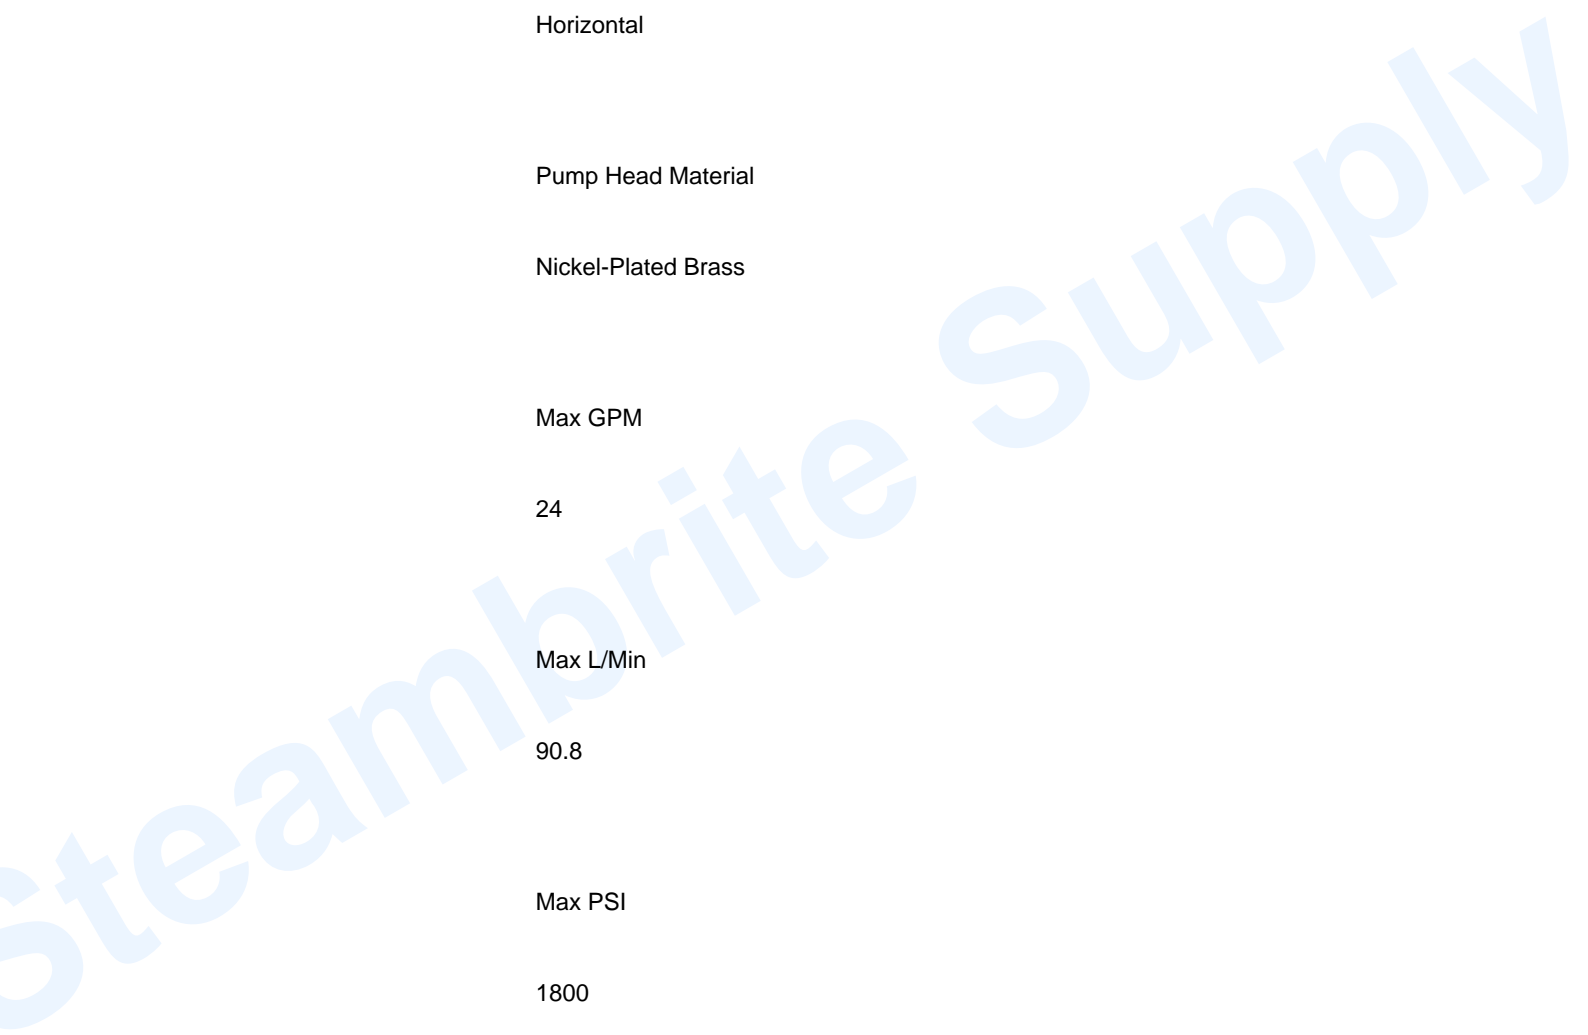 Horizontal
Pump Head Material
Nickel-Plated Brass
Max GPM
24
Max L/Min
90.8
Max PSI
1800
Steambrite Supply